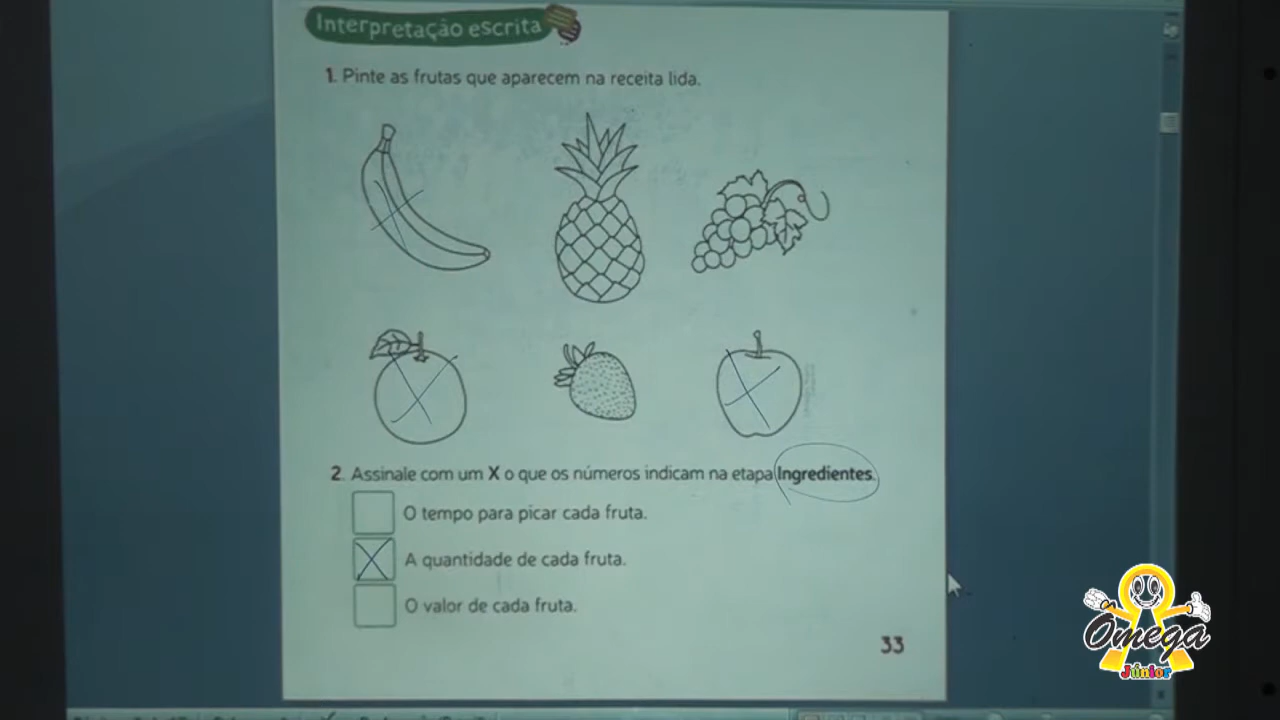 Interpretação escrita
1. Pinte as frutas que aparecem na receita lida.
2. Assinale com um X o que os números indicam na etapa Ingredientes.
O tempo para picar cada fruta.
X A quantidade de cada fruta.
O valor de cada fruta.
33
Ômega
Júnior